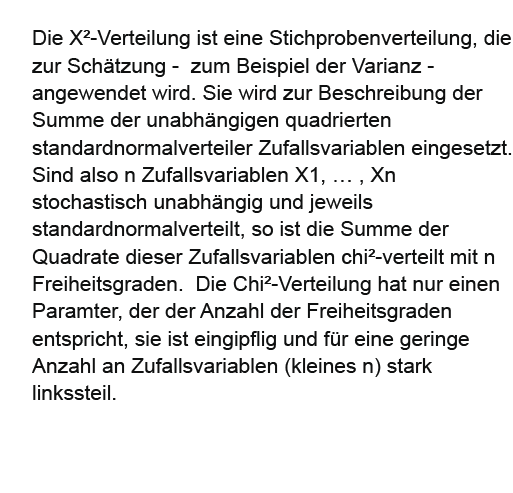 Die X²-Verteilung ist eine Stichprobenverteilung, die
zur Schätzung -  zum Beispiel der Varianz -
angewendet wird. Sie wird zur Beschreibung der
Summe der unabhängigen quadrierten
standardnormalverteiler Zufallsvariablen eingesetzt.
Sind also n Zufallsvariablen X1, … , Xn
stochastisch unabhängig und jeweils
standardnormalverteilt, so ist die Summe der
Quadrate dieser Zufallsvariablen chi²-verteilt mit n
Freiheitsgraden.  Die Chi²-Verteilung hat nur einen
Paramter, der der Anzahl der Freiheitsgraden
entspricht, sie ist eingipflig und für eine geringe
Anzahl an Zufallsvariablen (kleines n) stark
linkssteil.